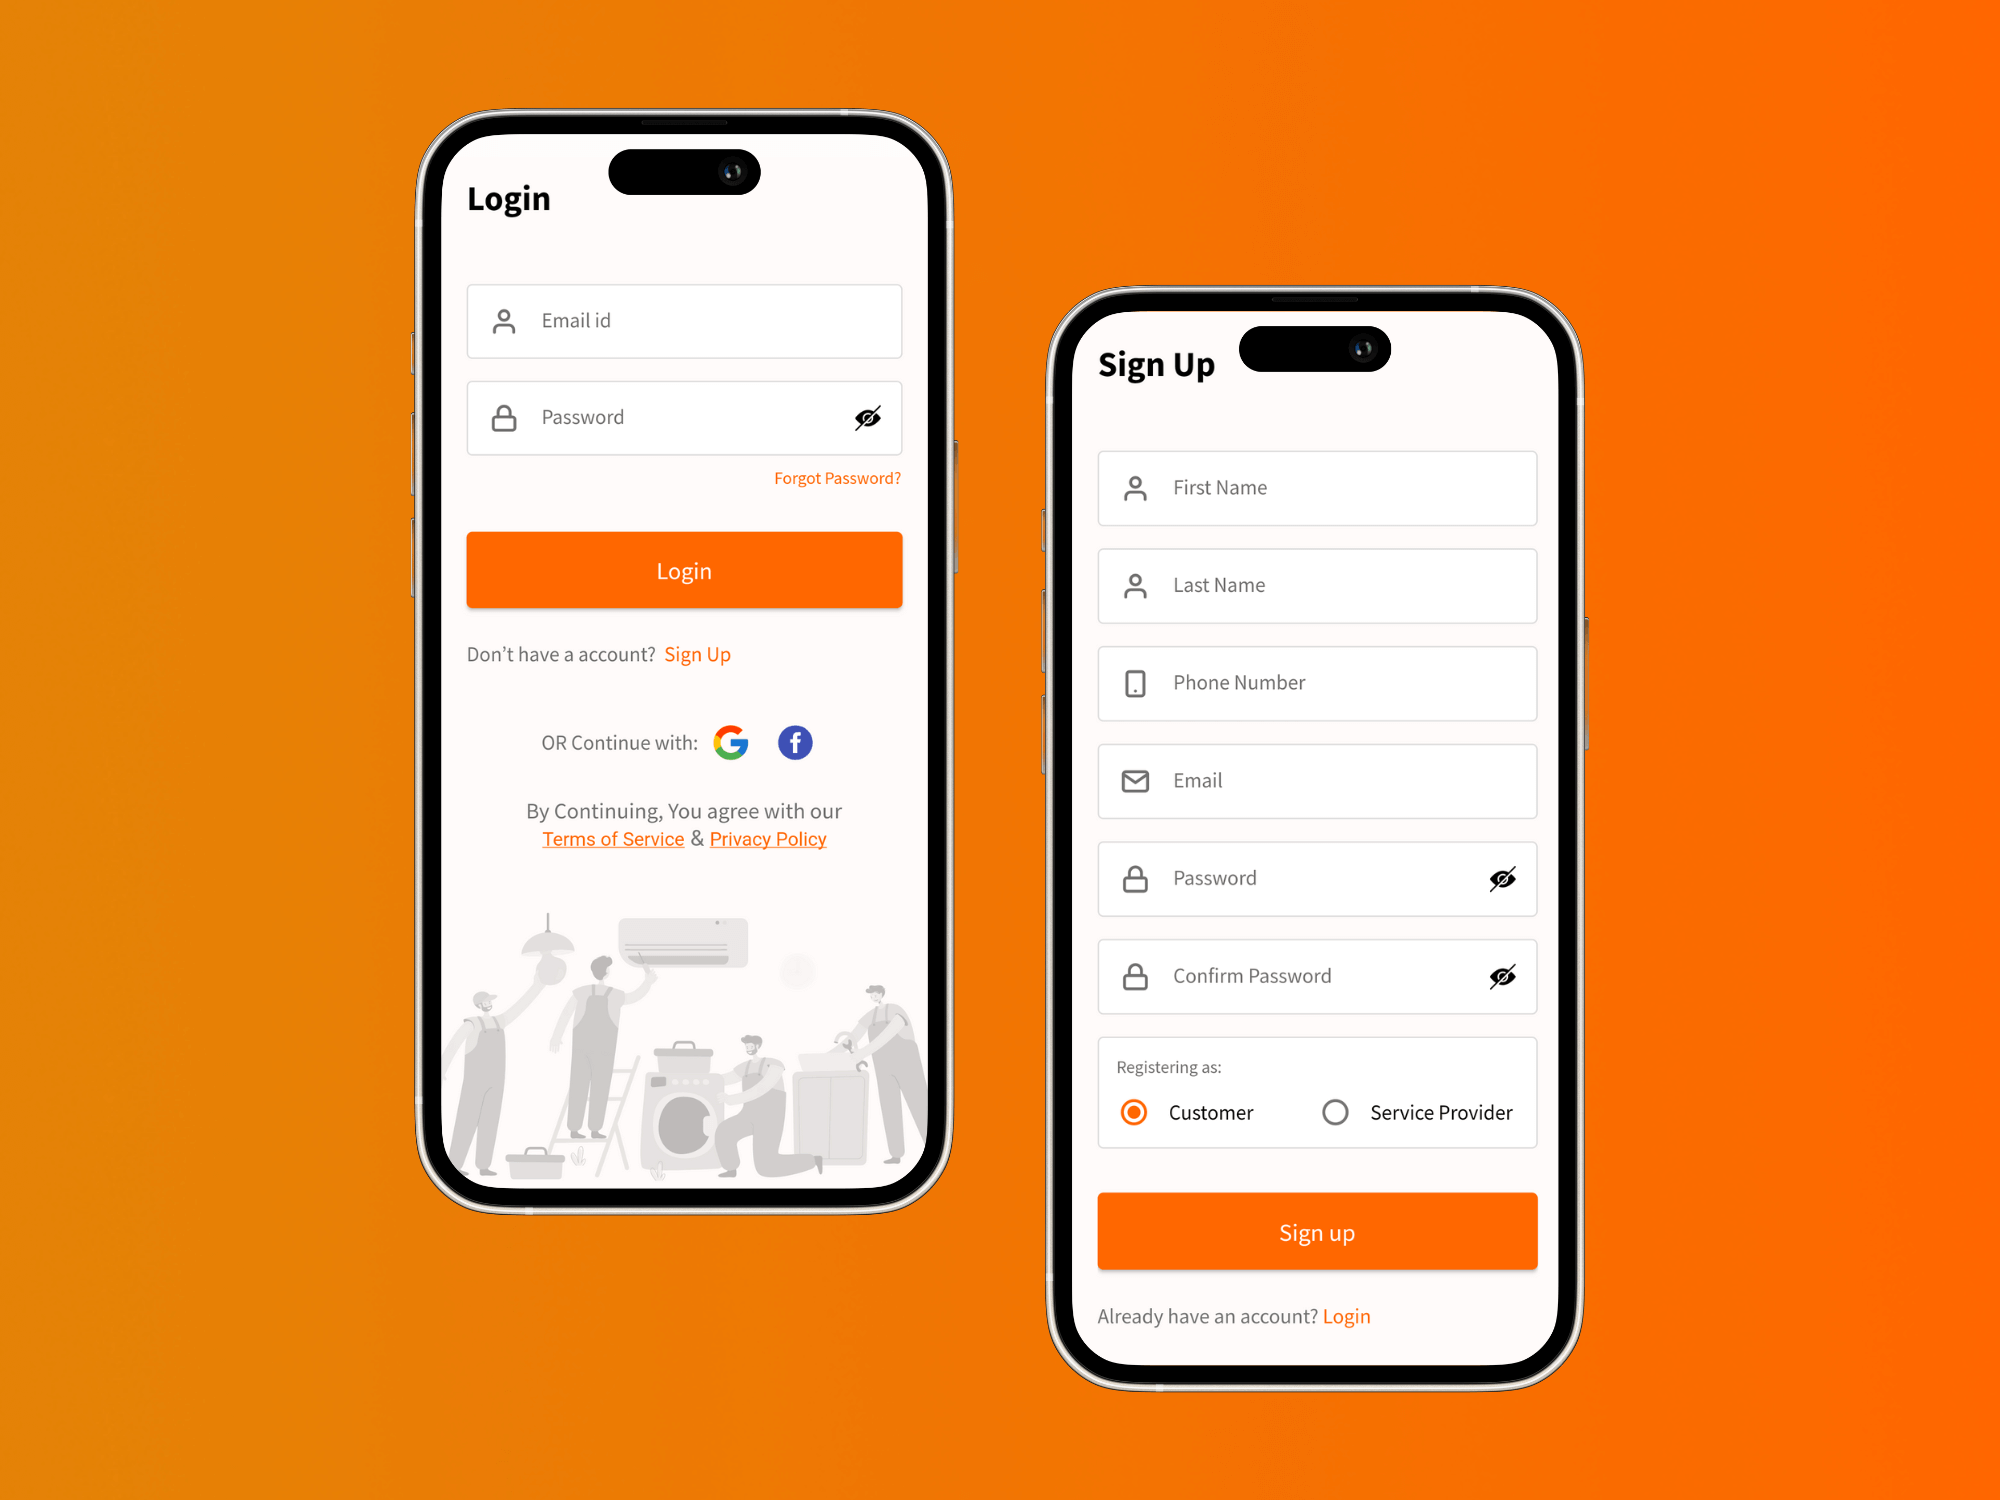 Login
Email id
Password
Forgot Password?
Login
Don't have a account? Sign Up
OR Continue with:
By Continuing, You agree with our
Terms of Service & Privacy Policy
Sign Up
First Name
Last Name
Phone Number
Email
Password
Confirm Password
Registering as:
Customer Service Provider
Sign up
Already have an account? Login